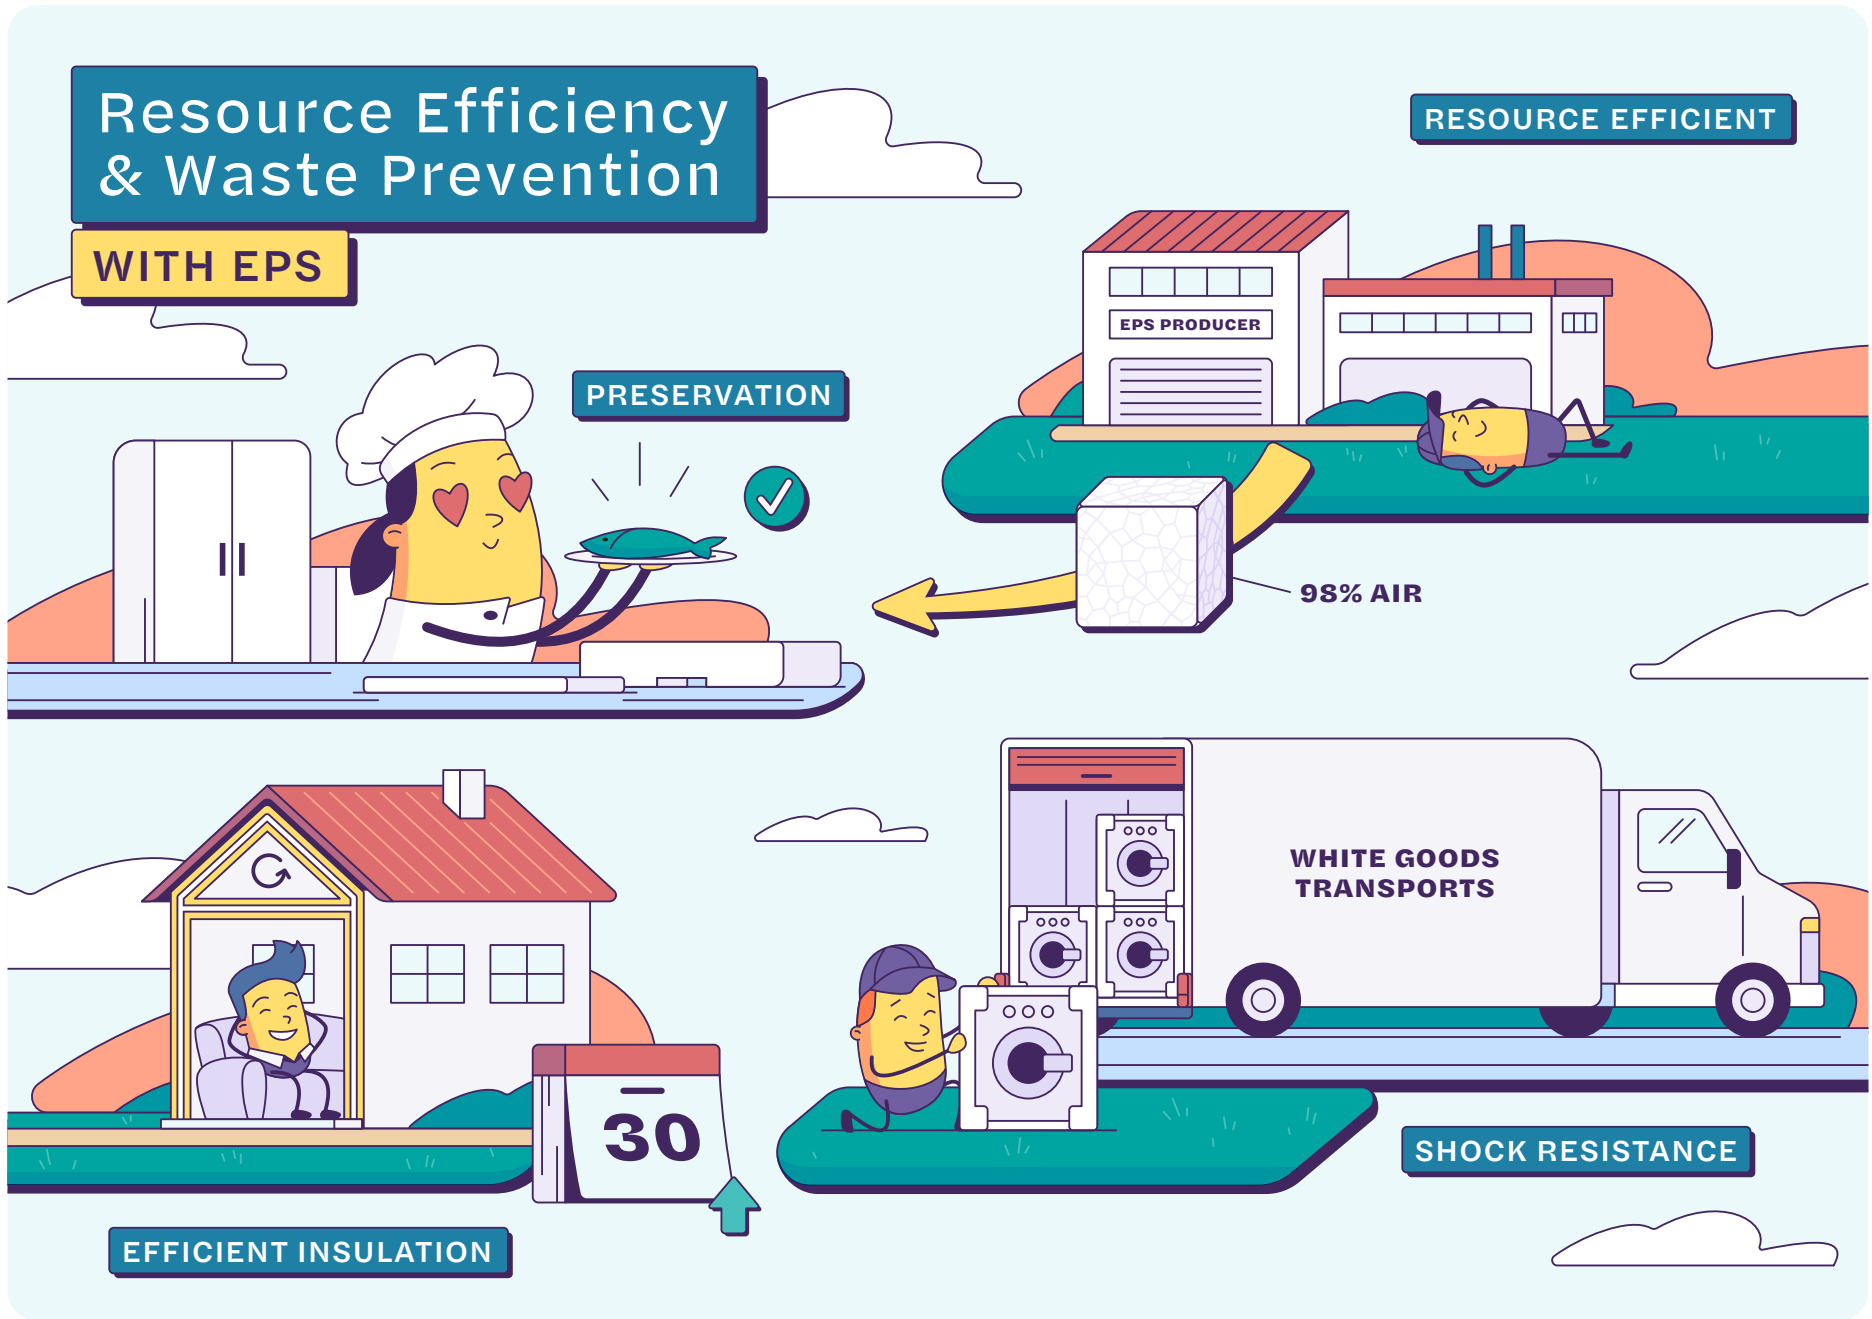 Resource Efficiency
& Waste Prevention
WITH EPS
RESOURCE EFFICIENT
EPS PRODUCER
PRESERVATION
98% AIR
WHITE GOODS
TRANSPORTS
30
SHOCK RESISTANCE
EFFICIENT INSULATION